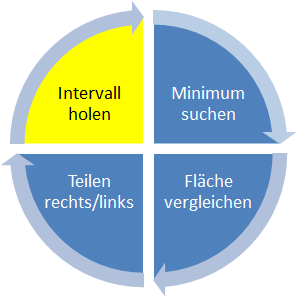 Intervall
holen
Minimum
suchen
Fläche
vergleichen
Teilen
rechts/links